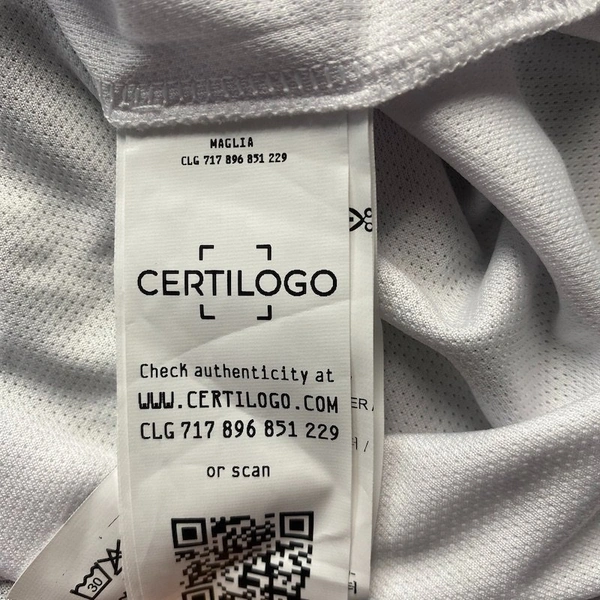 MAGLIA
CLG 717 896 851 229
CERTILOGO
Check authenticity at
WWW.CERTILOGO.COM
CLG 717 896 851 229
or scan
30